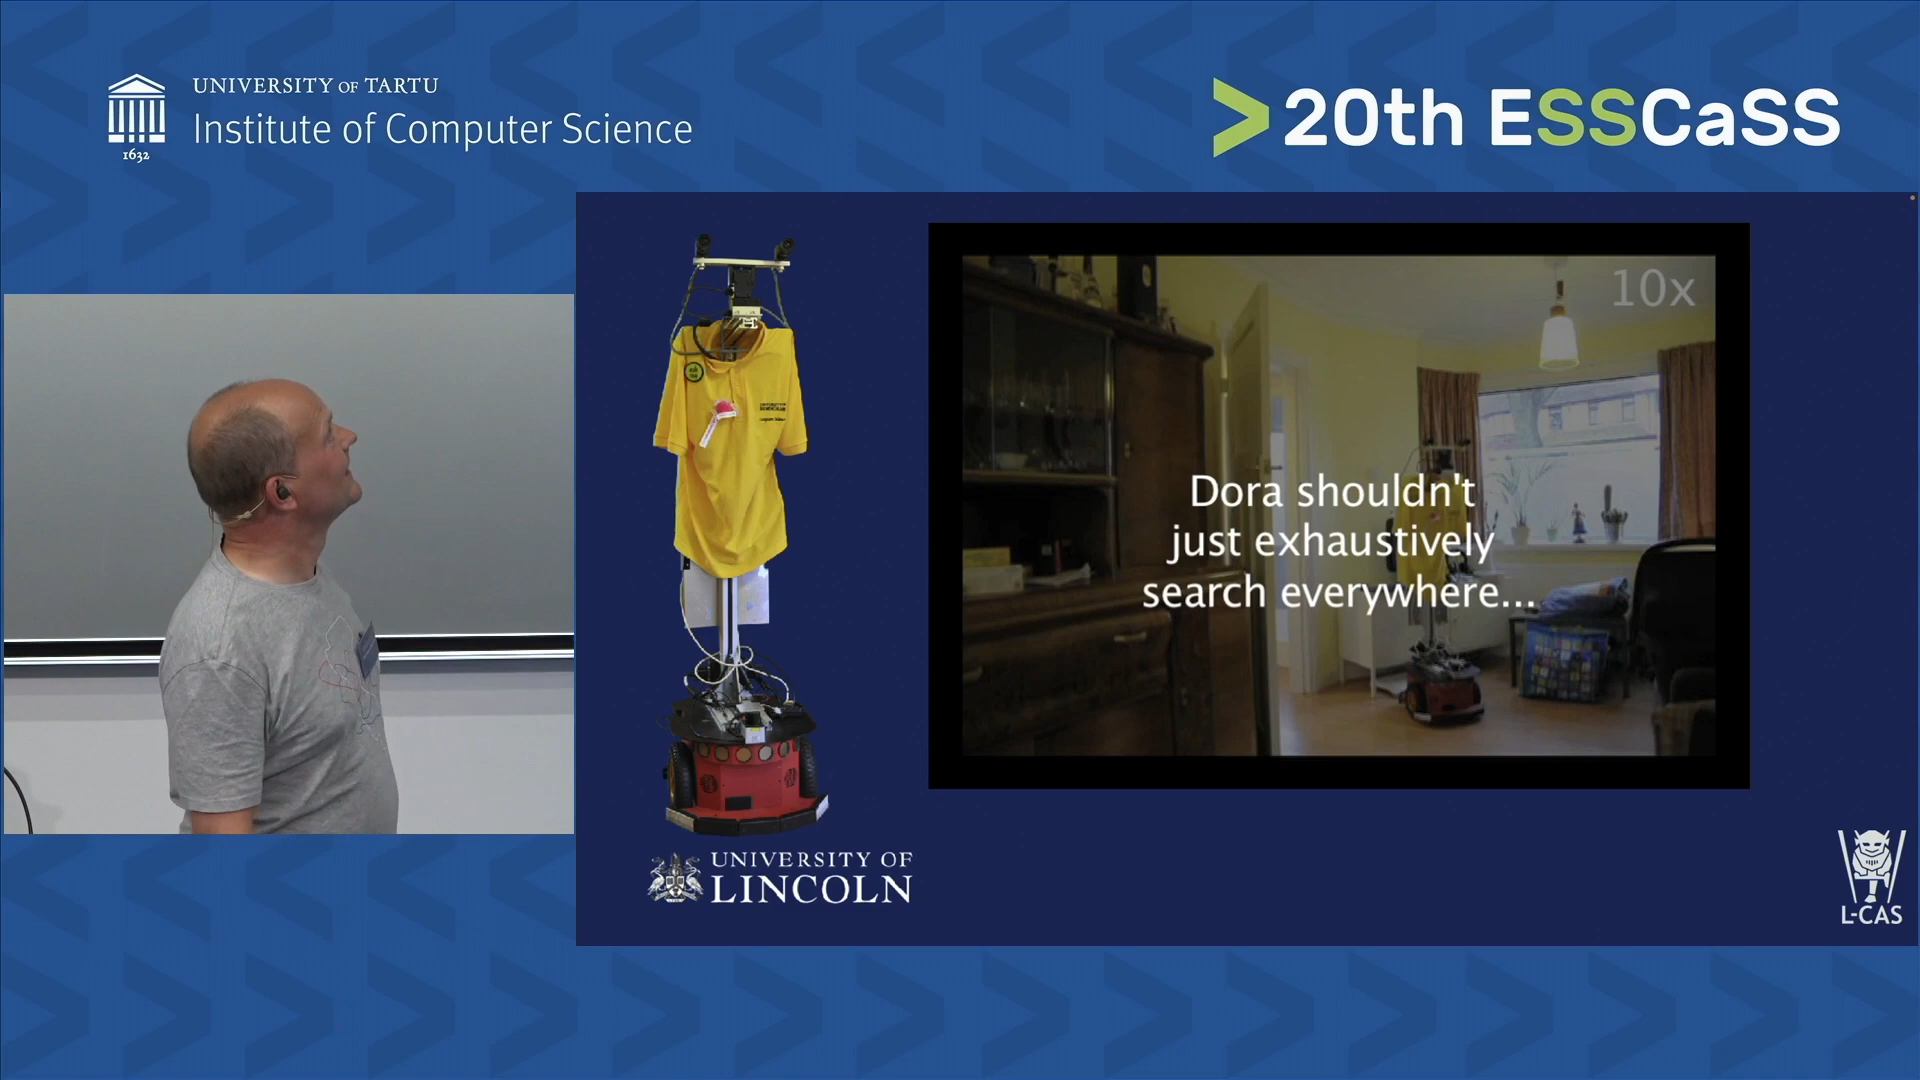 UNIVERSITY OF TARTU
Institute of Computer Science
1632
>20th ESSCaSS
10x
Dora shouldn't
just exhaustively
search everywhere...
UNIVERSITY OF
LINCOLN
L-CAS